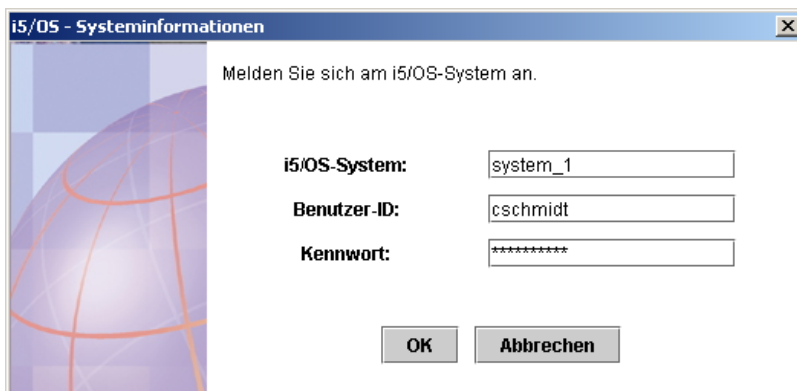 i5/OS - Systeminformationen
Melden Sie sich am i5/OS-System an.
i5/OS-System: system_1
Benutzer-ID: cschmidt
Kennwort: **********
OK Abbrechen